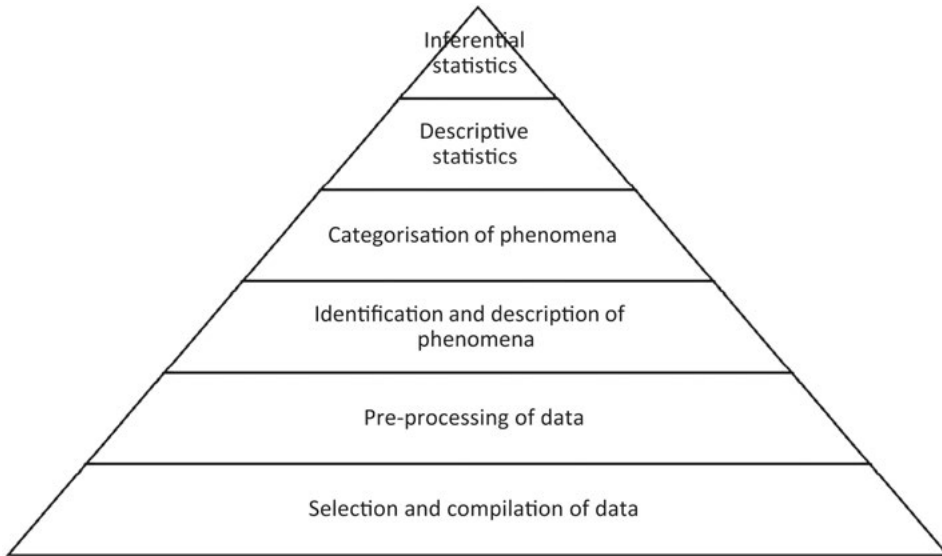 Inferential
statistics
Descriptive
statistics
Categorisation of phenomena
Identification and description of
phenomena
Pre-processing of data
Selection and compilation of data